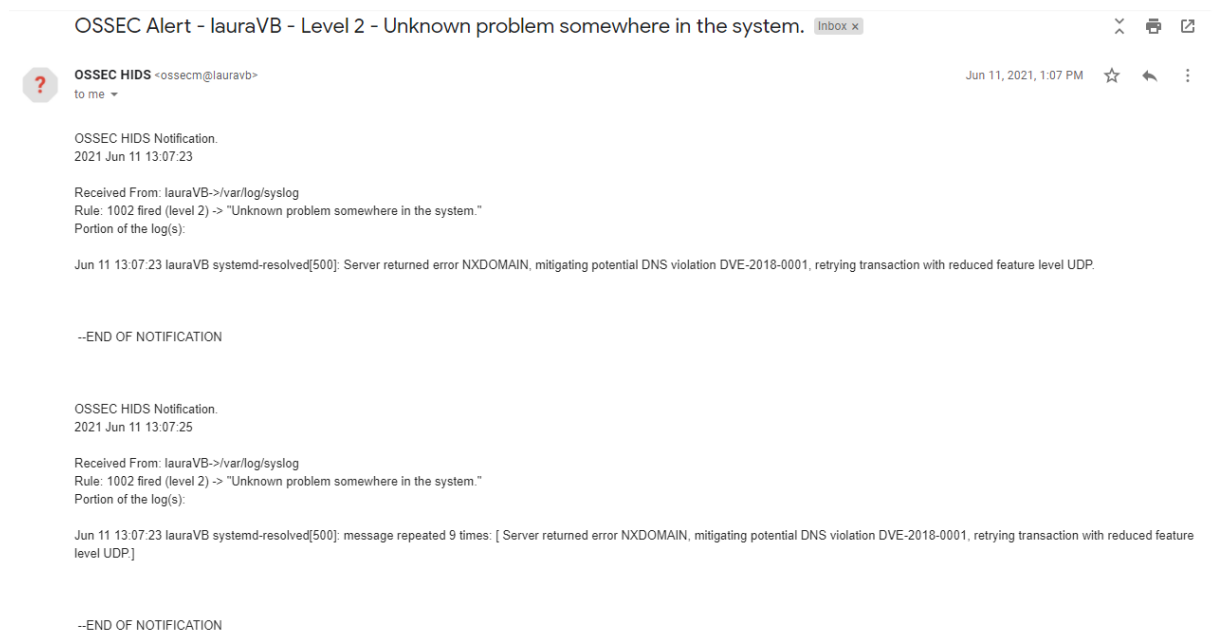 OSSEC Alert - lauraVB - Level 2 - Unknown problem somewhere in the system. Inbox x
? OSSEC HIDS <ossecm@lauravb> Jun 11, 2021, 1:07 PM
to me
OSSEC HIDS Notification.
2021 Jun 11 13:07:23
Received From: lauraVB->/var/log/syslog
Rule: 1002 fired (level 2) -> "Unknown problem somewhere in the system."
Portion of the log(s):
Jun 11 13:07:23 lauraVB systemd-resolved[500]: Server returned error NXDOMAIN, mitigating potential DNS violation DVE-2018-0001, retrying transaction with reduced feature level UDP.
--END OF NOTIFICATION
OSSEC HIDS Notification.
2021 Jun 11 13:07:25
Received From: lauraVB->/var/log/syslog
Rule: 1002 fired (level 2) -> "Unknown problem somewhere in the system."
Portion of the log(s):
Jun 11 13:07:23 lauraVB systemd-resolved[500]: message repeated 9 times: [ Server returned error NXDOMAIN, mitigating potential DNS violation DVE-2018-0001, retrying transaction with reduced feature
level UDP.]
--END OF NOTIFICATION